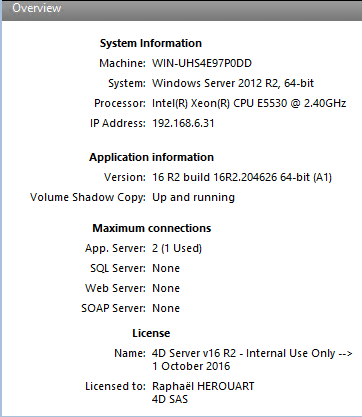 Overview
System Information
Machine: WIN-UHS4E97P0DD
System: Windows Server 2012 R2, 64-bit
Processor: Intel(R) Xeon(R) CPU E5530 @ 2.40GHz
IP Address: 192.168.6.31
Application information
Version: 16 R2 build 16R2.204626 64-bit (A1)
Volume Shadow Copy: Up and running
Maximum connections
App. Server: 2 (1 Used)
SQL Server: None
Web Server: None
SOAP Server: None
License
Name: 4D Server v16 R2 - Internal Use Only -->
1 October 2016
Licensed to: Raphaël HEROUART
4D SAS